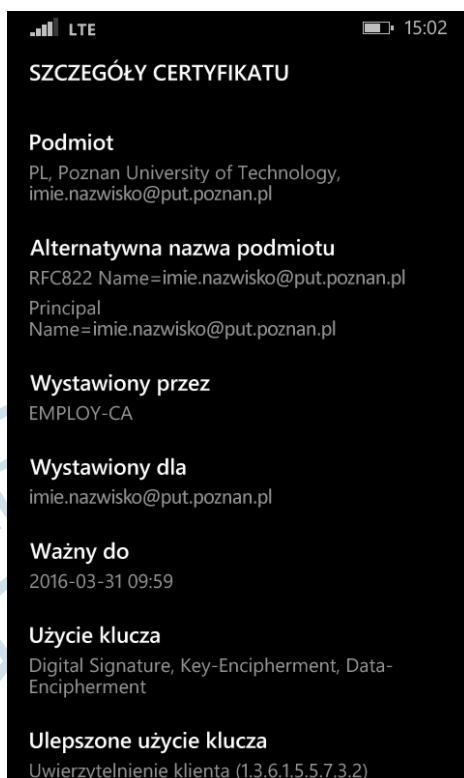 LTE 15:02
SZCZEGÓŁY CERTYFIKATU
Podmiot
PL, Poznan University of Technology,
imie.nazwisko@put.poznan.pl
Alternatywna nazwa podmiotu
RFC822 Name=imie.nazwisko@put.poznan.pl
Principal
Name=imie.nazwisko@put.poznan.pl
Wystawiony przez
EMPLOY-CA
Wystawiony dla
imie.nazwisko@put.poznan.pl
Ważny do
2016-03-31 09:59
Użycie klucza
Digital Signature, Key-Encipherment, Data-
Encipherment
Ulepszone użycie klucza
Uwierzytelnienie klienta (1.3.6.1.5.5.7.3.2)